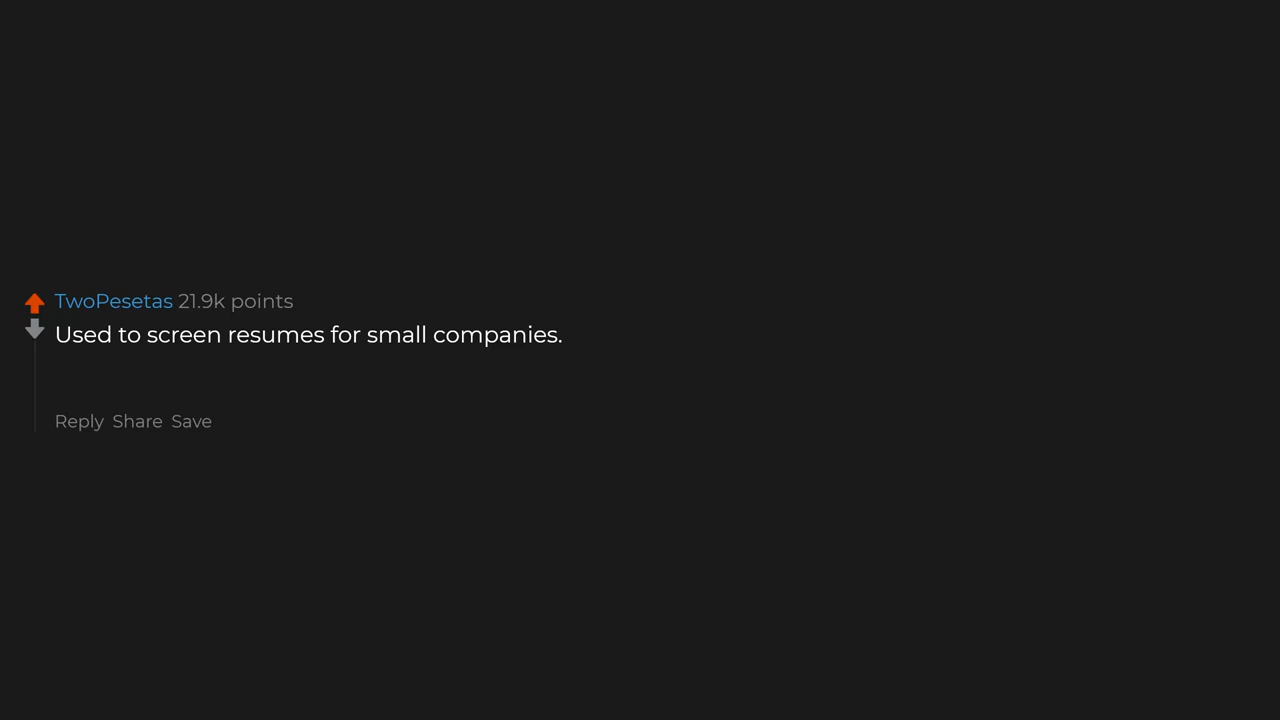 TwoPesetas 21.9k points
Used to screen resumes for small companies.
Reply Share Save